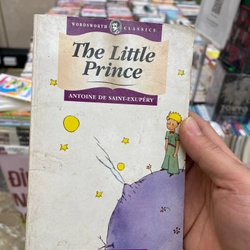 WORDSWORTH CLASSICS
The Little
Prince
ANTOINE DE SAINT-EXUPÉRY